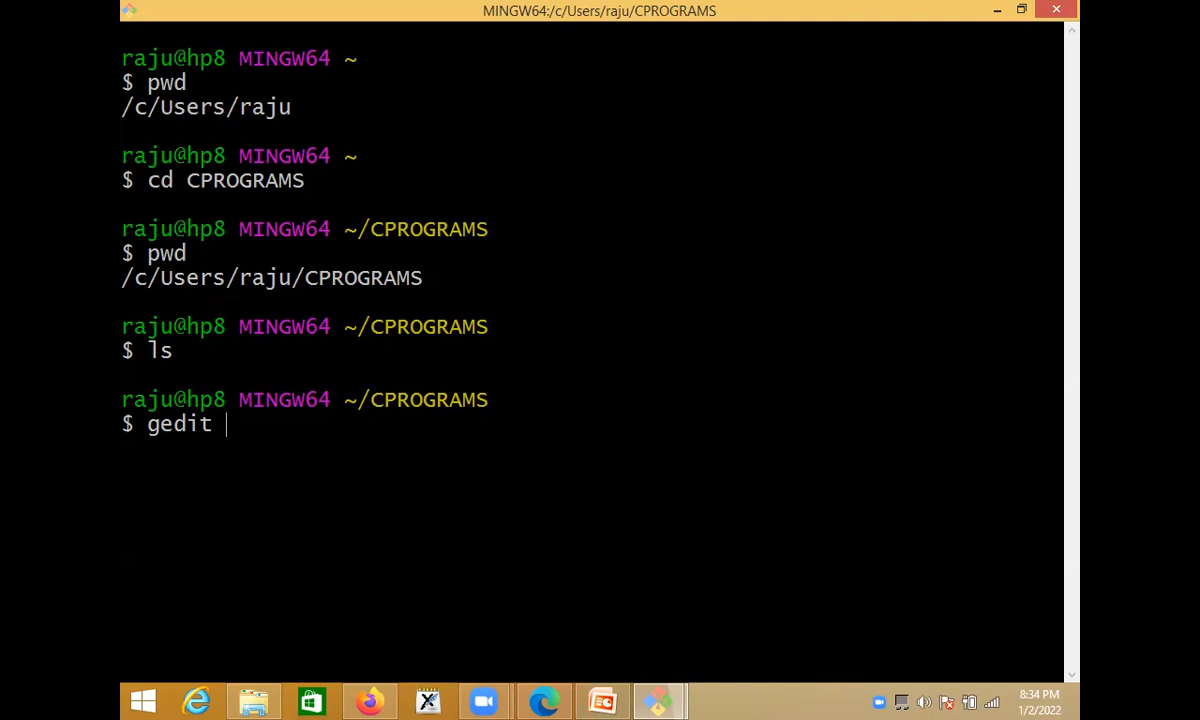 MINGW64:/c/Users/raju/CPROGRAMS
raju@hp8 MINGW64 ~
$ pwd
/c/Users/raju
raju@hp8 MINGW64 ~
$ cd CPROGRAMS
raju@hp8 MINGW64 ~/CPROGRAMS
$ pwd
/c/Users/raju/CPROGRAMS
raju@hp8 MINGW64 ~/CPROGRAMS
$ ls
raju@hp8 MINGW64 ~/CPROGRAMS
$ gedit
8:34 PM
1/2/2022